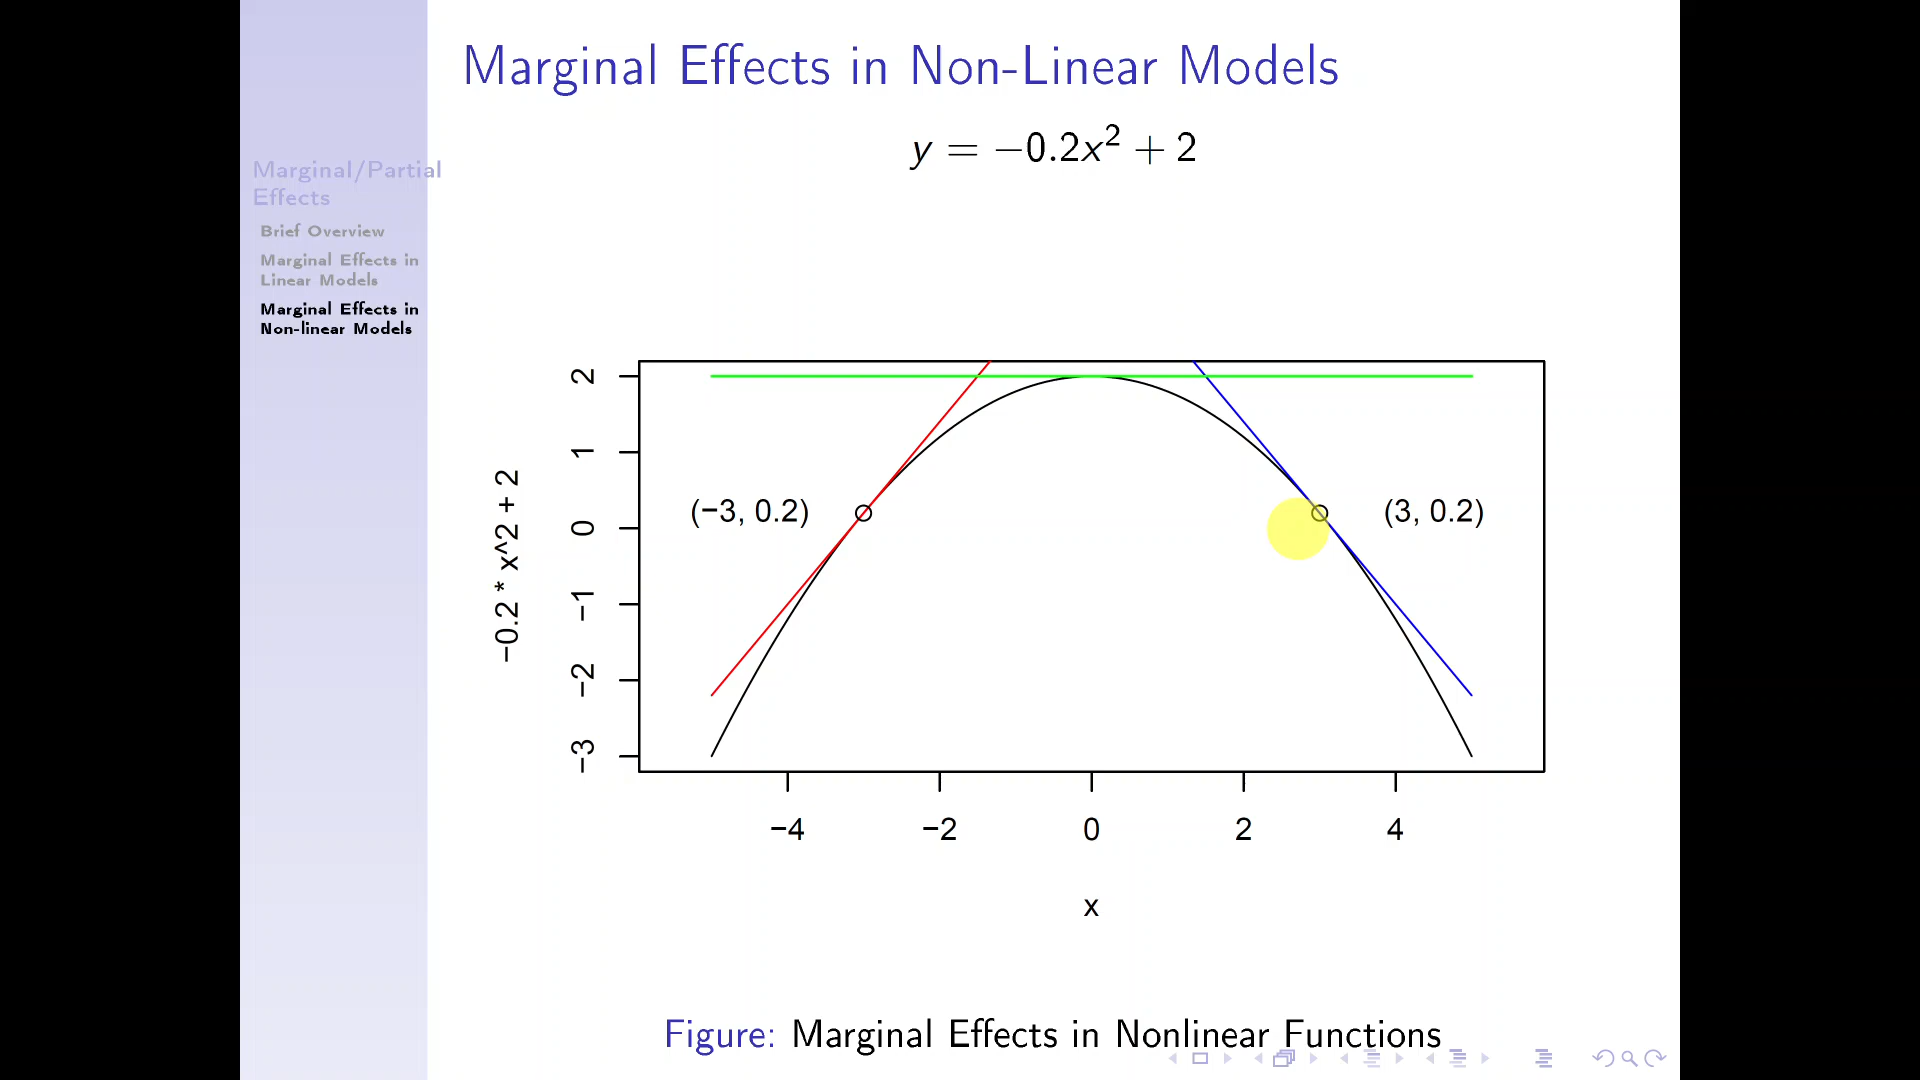 Marginal Effects in Non-Linear Models
y = −0.2x² + 2
Marginal/Partial
Effects
Brief Overview
Marginal Effects in
Linear Models
Marginal Effects in
Non-linear Models
−0.2 * x^2 + 2
2
1
0
−1
−2
−3
(−3, 0.2)
(3, 0.2)
−4 −2 0 2 4
x
Figure: Marginal Effects in Nonlinear Functions